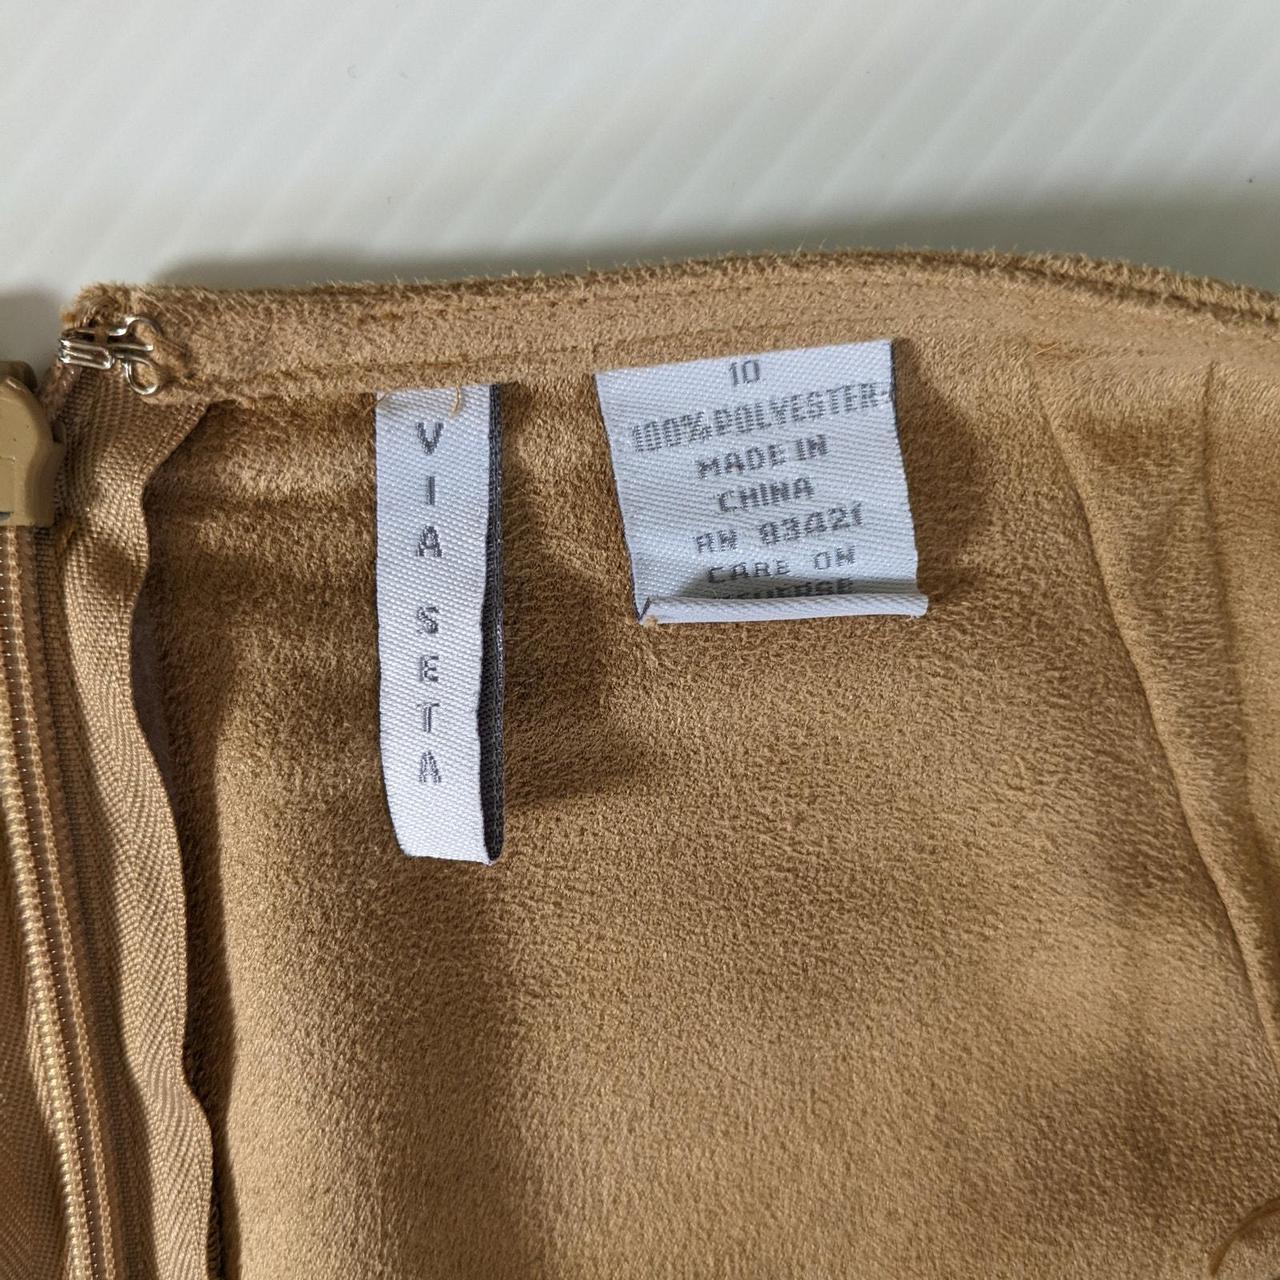 VIA SETA
10
100% POLYESTER
MADE IN
CHINA
RN 83421
CARE ON